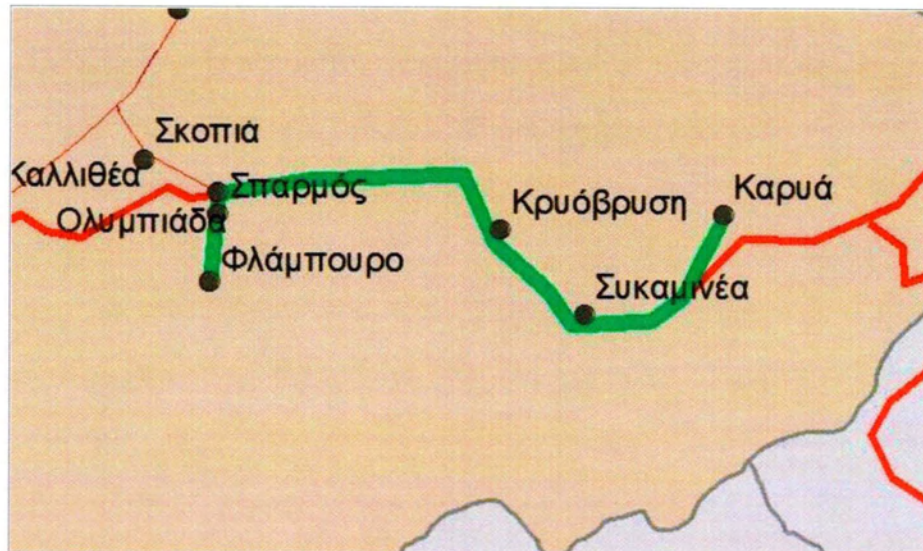 Σκοπιά
Καλλιθέα
Σπαρμός
Καρυά
Κρυόβρυση
Ολυμπιάδα
Φλάμπουρο
Συκαμινέα